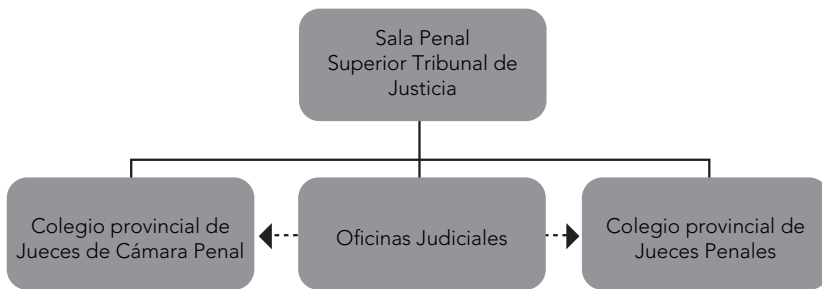 Sala Penal
Superior Tribunal de
Justicia
Colegio provincial de
Jueces de Cámara Penal
Oficinas Judiciales
Colegio provincial de
Jueces Penales